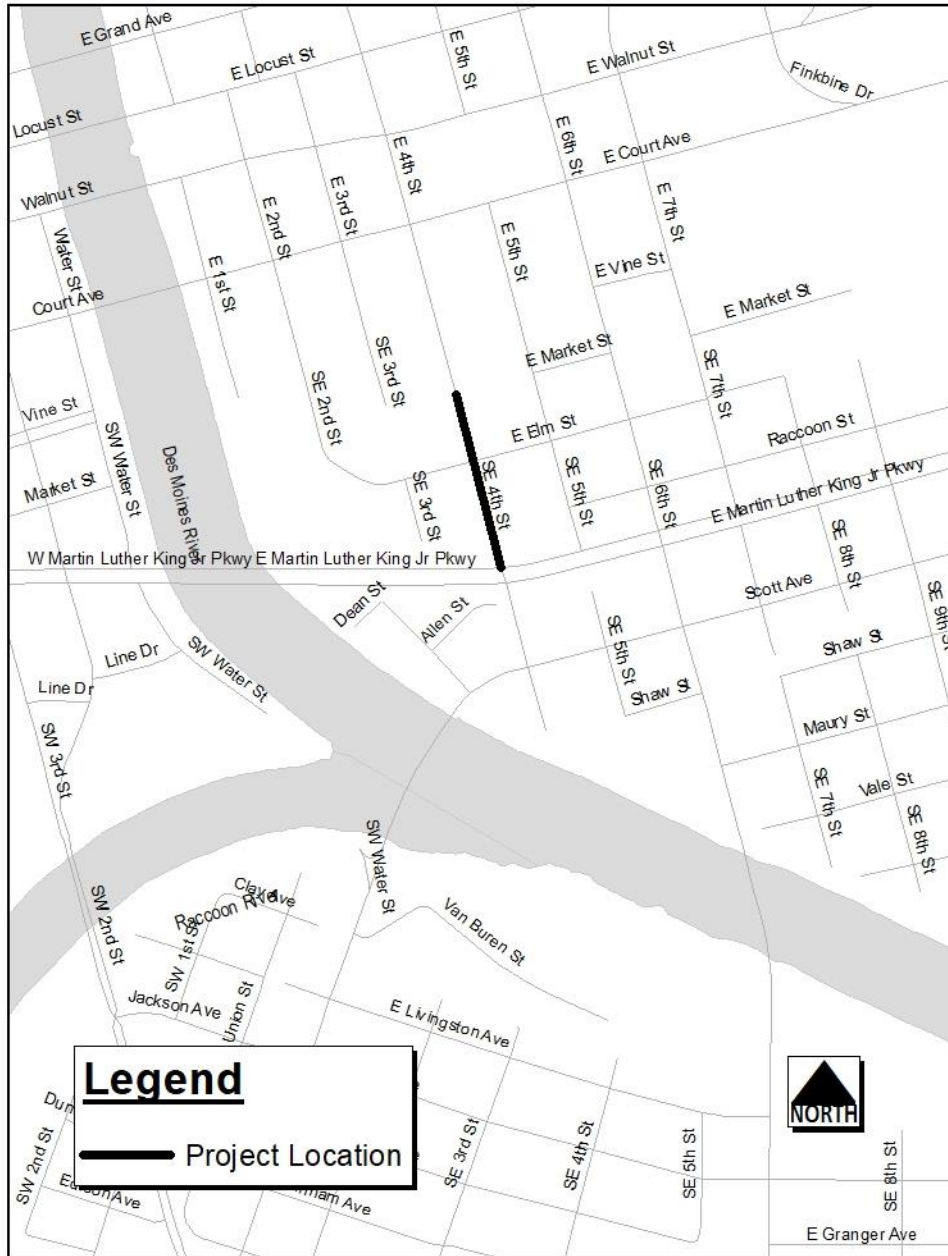 E Grand Ave
E 5th St
E Walnut St
E Locust St
Finkbine Dr
Locust St
E 6th St
E Court Ave
E 4th St
Walnut St
E 3rd St
E 2nd St
E 7th St
Water St
E 5th St
E 1st St
E Vine St
Court Ave
E Market St
E Market St
SE 3rd St
SE 2nd St
SE 7th St
Vine St
E Elm St
Raccoon St
SW Water St
Market St
Des Moines River
SE 3rd St
SE 4th St
SE 5th St
SE 6th St
E Martin Luther King Jr Pkwy
W Martin Luther King Jr Pkwy
E Martin Luther King Jr Pkwy
SE 8th St
Scott Ave
Dean St
Allen St
SE 9th St
SE 5th St
Shaw St
Line Dr
SW Water St
Line Dr
Shaw St
Maury St
SW 3rd St
SE 7th St
Vale St
SE 8th St
SW Water St
Clay Ave
Raccoon River
SW 2nd St
Van Buren St
SW 1st St
Jackson Ave
Union St
E Livingston Ave
Legend
Project Location
NORTH
SW 2nd St
SE 3rd St
SE 4th St
SE 5th St
SE 8th St
E Granger Ave